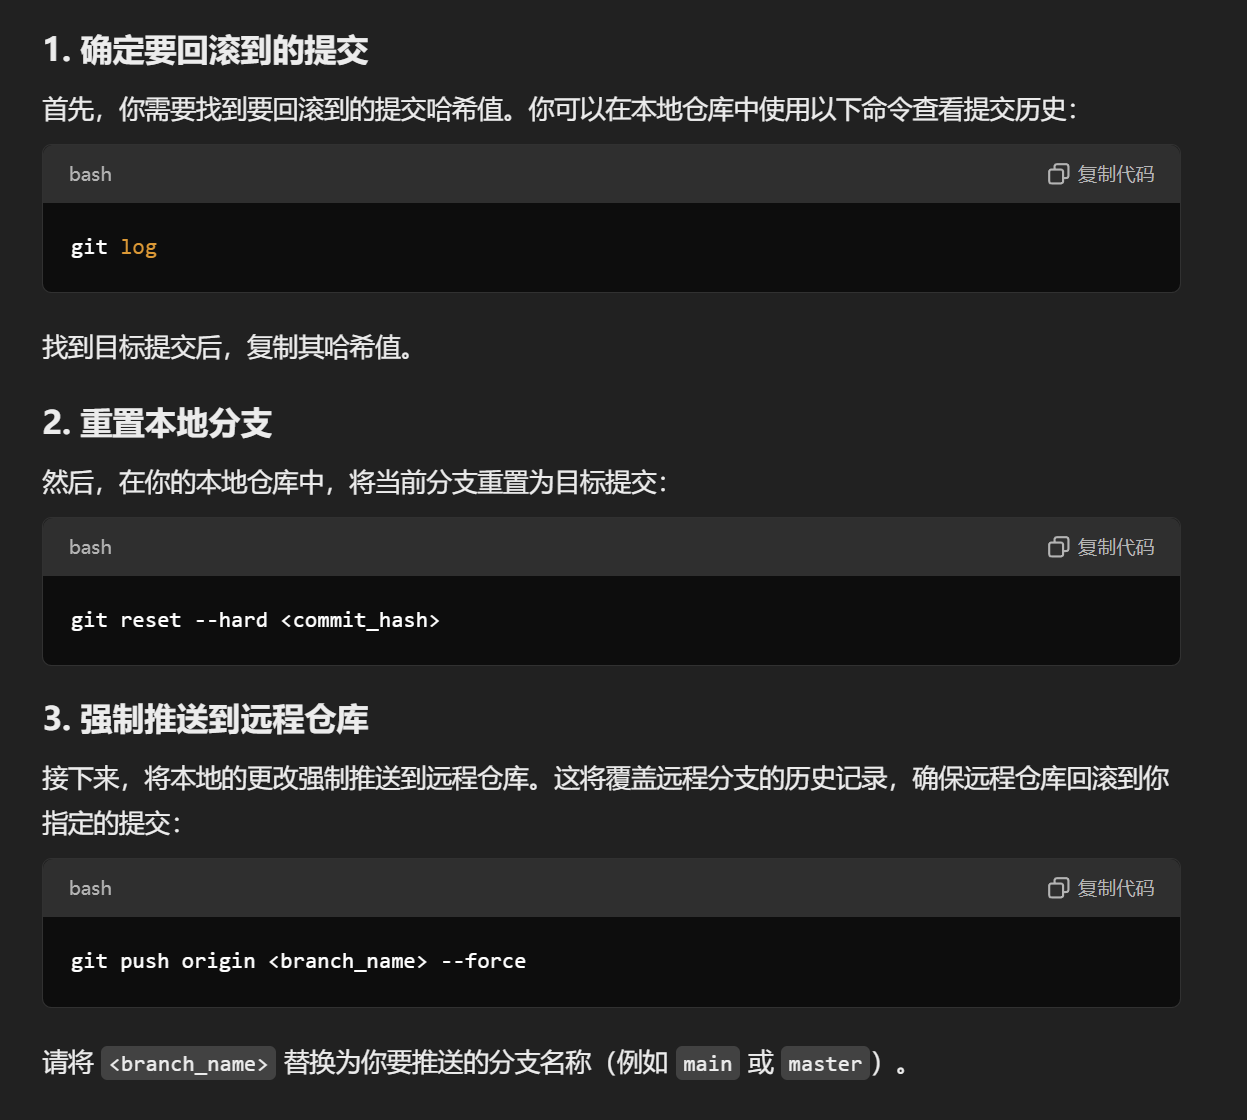 1. 确定要回滚到的提交
首先，你需要找到要回滚到的提交哈希值。你可以在本地仓库中使用以下命令查看提交历史：
bash
复制代码
git log
找到目标提交后，复制其哈希值。
2. 重置本地分支
然后，在你的本地仓库中，将当前分支重置为目标提交：
bash
复制代码
git reset --hard <commit_hash>
3. 强制推送到远程仓库
接下来，将本地的更改强制推送到远程仓库。这将覆盖远程分支的历史记录，确保远程仓库回滚到你
指定的提交：
bash
复制代码
git push origin <branch_name> --force
请将 <branch_name> 替换为你要推送的分支名称（例如 main 或 master）。